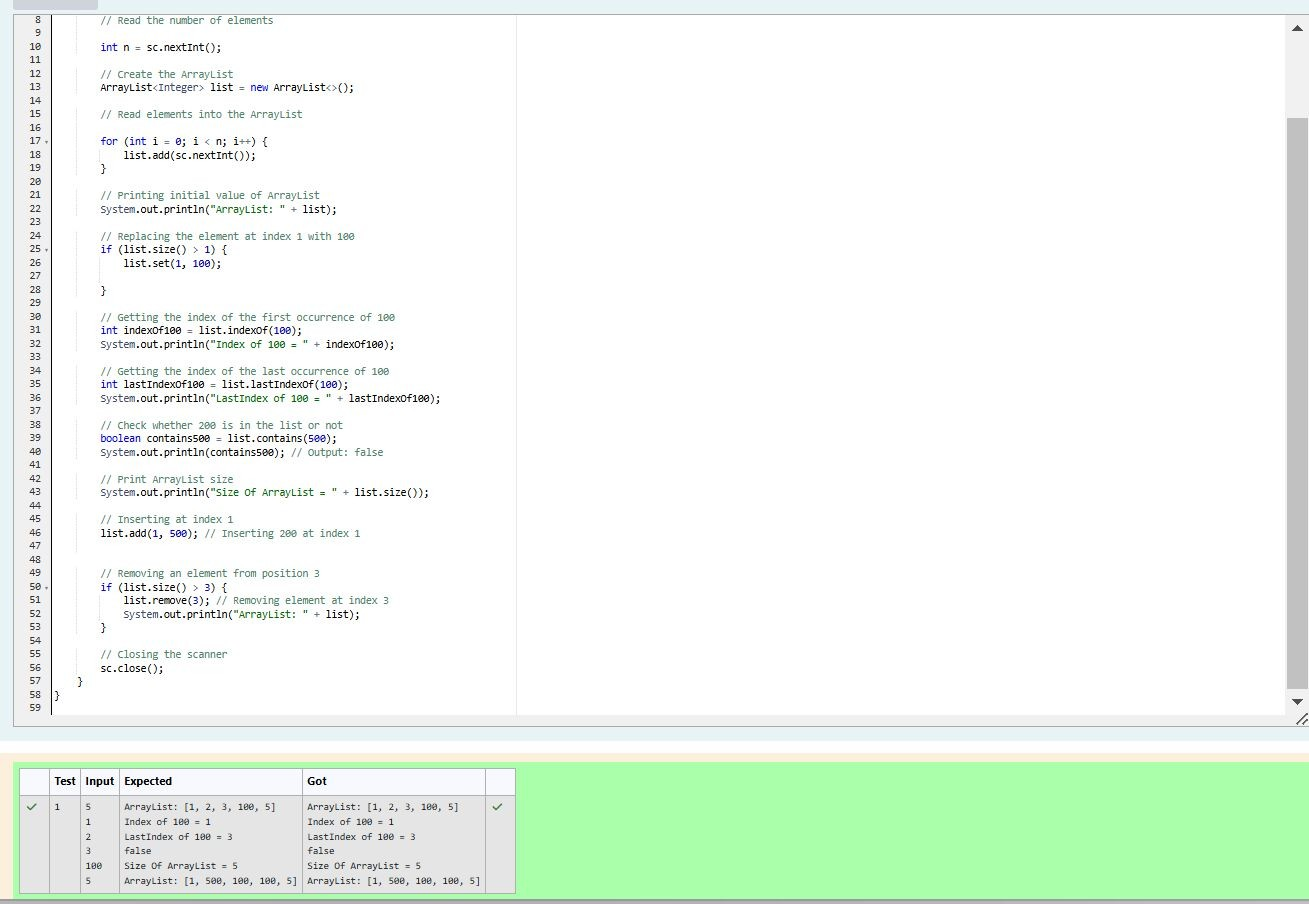 8 // Read the number of elements
9
10 int n = sc.nextInt();
11
12 // Create the ArrayList
13 ArrayList<Integer> list = new ArrayList<>();
14
15 // Read elements into the ArrayList
16
17 for (int i = 0; i < n; i++) {
18 list.add(sc.nextInt());
19 }
20
21 // Printing initial value of ArrayList
22 System.out.println("ArrayList: " + list);
23
24 // Replacing the element at index 1 with 100
25 if (list.size() > 1) {
26 list.set(1, 100);
27
28 }
29
30 // Getting the index of the first occurrence of 100
31 int indexOf100 = list.indexOf(100);
32 System.out.println("Index of 100 = " + indexOf100);
33
34 // Getting the index of the last occurrence of 100
35 int lastIndexOf100 = list.lastIndexOf(100);
36 System.out.println("LastIndex of 100 = " + lastIndexOf100);
37
38 // Check whether 200 is in the list or not
39 boolean contains500 = list.contains(500);
40 System.out.println(contains500); // Output: false
41
42 // Print ArrayList size
43 System.out.println("Size Of ArrayList = " + list.size());
44
45 // Inserting at index 1
46 list.add(1, 500); // Inserting 200 at index 1
47
48
49 // Removing an element from position 3
50 if (list.size() > 3) {
51 list.remove(3); // Removing element at index 3
52 System.out.println("ArrayList: " + list);
53 }
54
55 // Closing the scanner
56 sc.close();
57 }
58 }
59
Test Input Expected Got
✓ 1 5 ArrayList: [1, 2, 3, 100, 5] ArrayList: [1, 2, 3, 100, 5] ✓
1 Index of 100 = 1 Index of 100 = 1
2 LastIndex of 100 = 3 LastIndex of 100 = 3
3 false false
100 Size Of ArrayList = 5 Size Of ArrayList = 5
5 ArrayList: [1, 500, 100, 100, 5] ArrayList: [1, 500, 100, 100, 5]